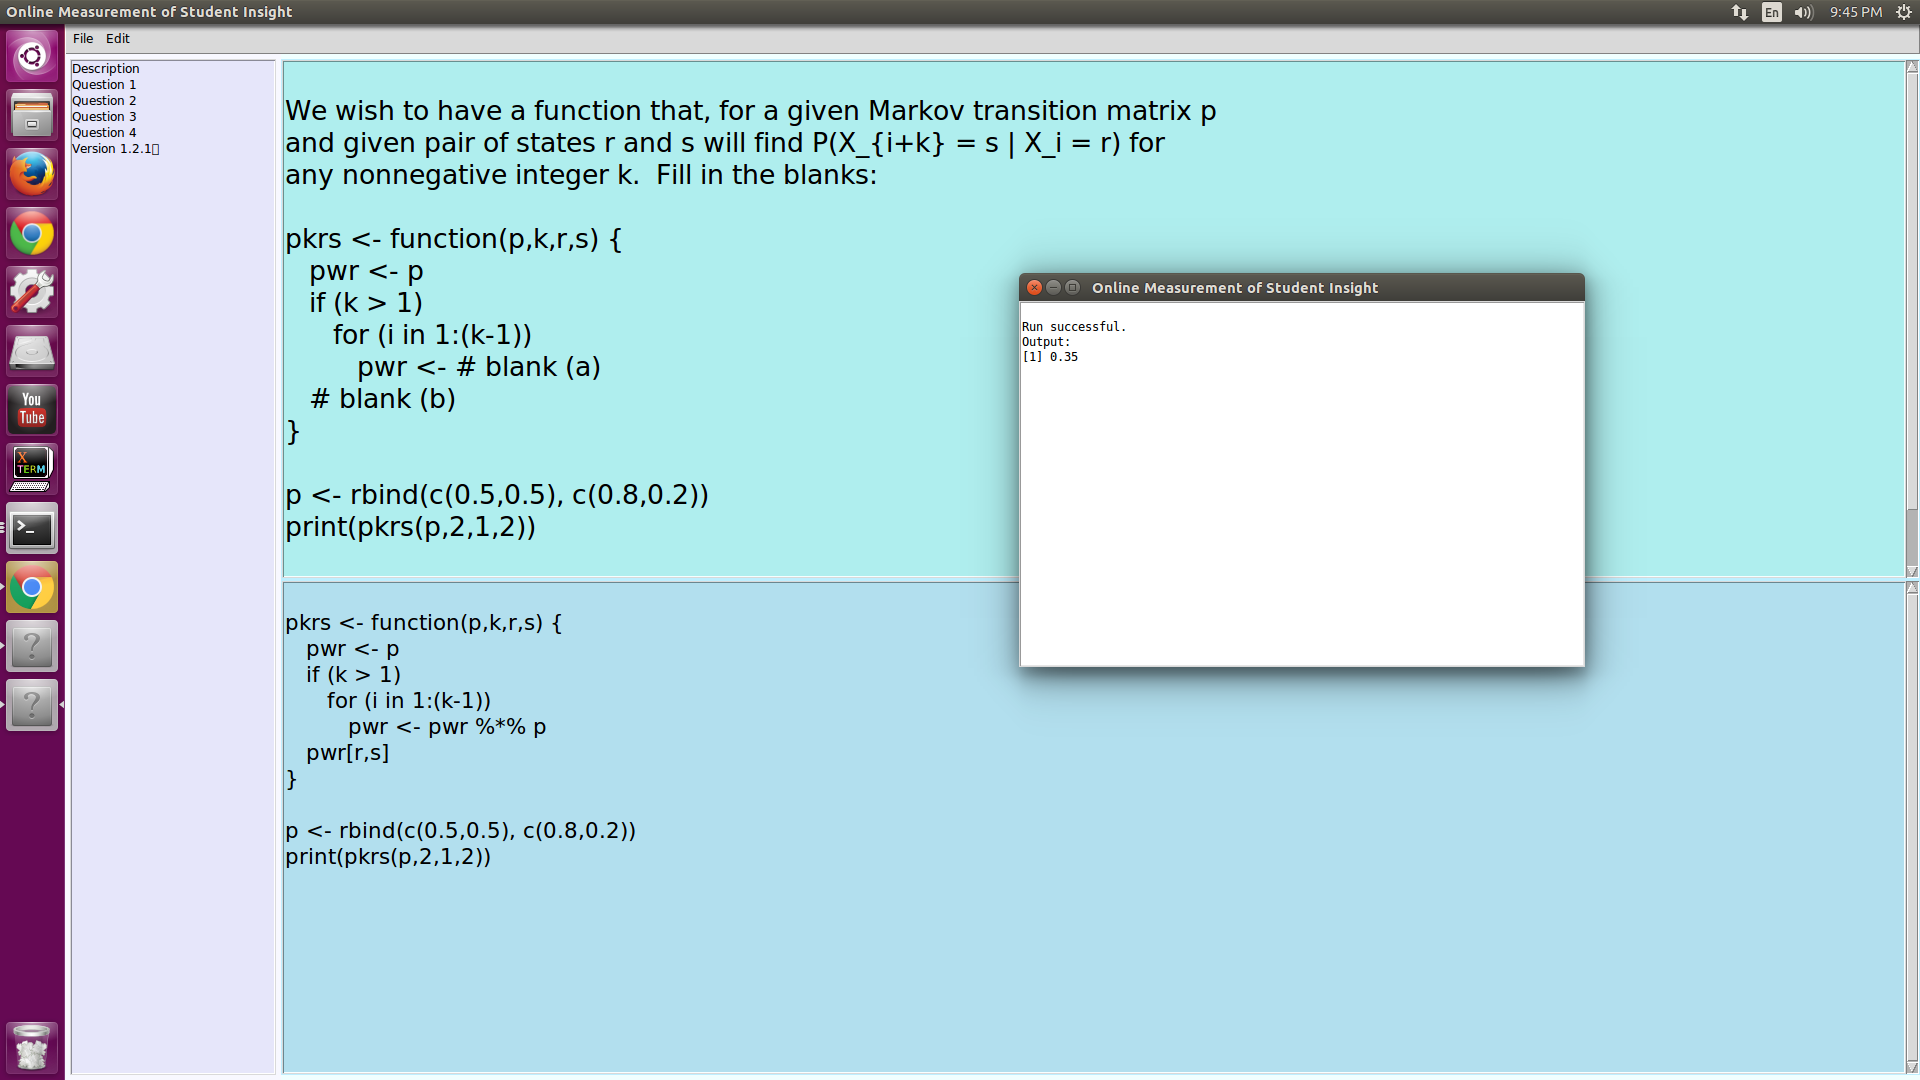 Online Measurement of Student Insight
En
9:45 PM
File Edit
Description
Question 1
Question 2
Question 3
Question 4
Version 1.2.1
We wish to have a function that, for a given Markov transition matrix p
and given pair of states r and s will find P(X_{i+k} = s | X_i = r) for
any nonnegative integer k.  Fill in the blanks:
pkrs <- function(p,k,r,s) {
   pwr <- p
   if (k > 1)
      for (i in 1:(k-1))
         pwr <- # blank (a)
   # blank (b)
}
p <- rbind(c(0.5,0.5), c(0.8,0.2))
print(pkrs(p,2,1,2))
Online Measurement of Student Insight
Run successful.
Output:
[1] 0.35
pkrs <- function(p,k,r,s) {
   pwr <- p
   if (k > 1)
      for (i in 1:(k-1))
         pwr <- pwr %*% p
   pwr[r,s]
}
p <- rbind(c(0.5,0.5), c(0.8,0.2))
print(pkrs(p,2,1,2))
You
Tube
X
TERM
>_
?
?